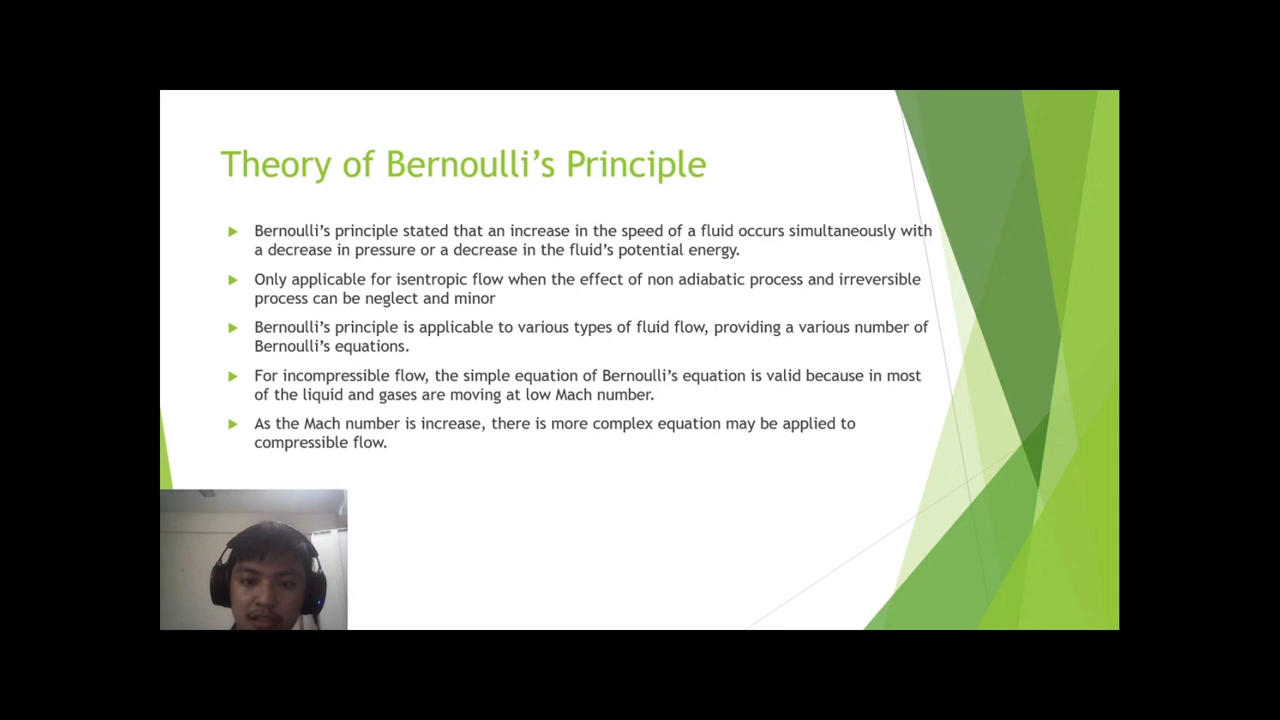 Theory of Bernoulli's Principle
Bernoulli's principle stated that an increase in the speed of a fluid occurs simultaneously with
a decrease in pressure or a decrease in the fluid's potential energy.
Only applicable for isentropic flow when the effect of non adiabatic process and irreversible
process can be neglect and minor
Bernoulli's principle is applicable to various types of fluid flow, providing a various number of
Bernoulli's equations.
For incompressible flow, the simple equation of Bernoulli's equation is valid because in most
of the liquid and gases are moving at low Mach number.
As the Mach number is increase, there is more complex equation may be applied to
compressible flow.